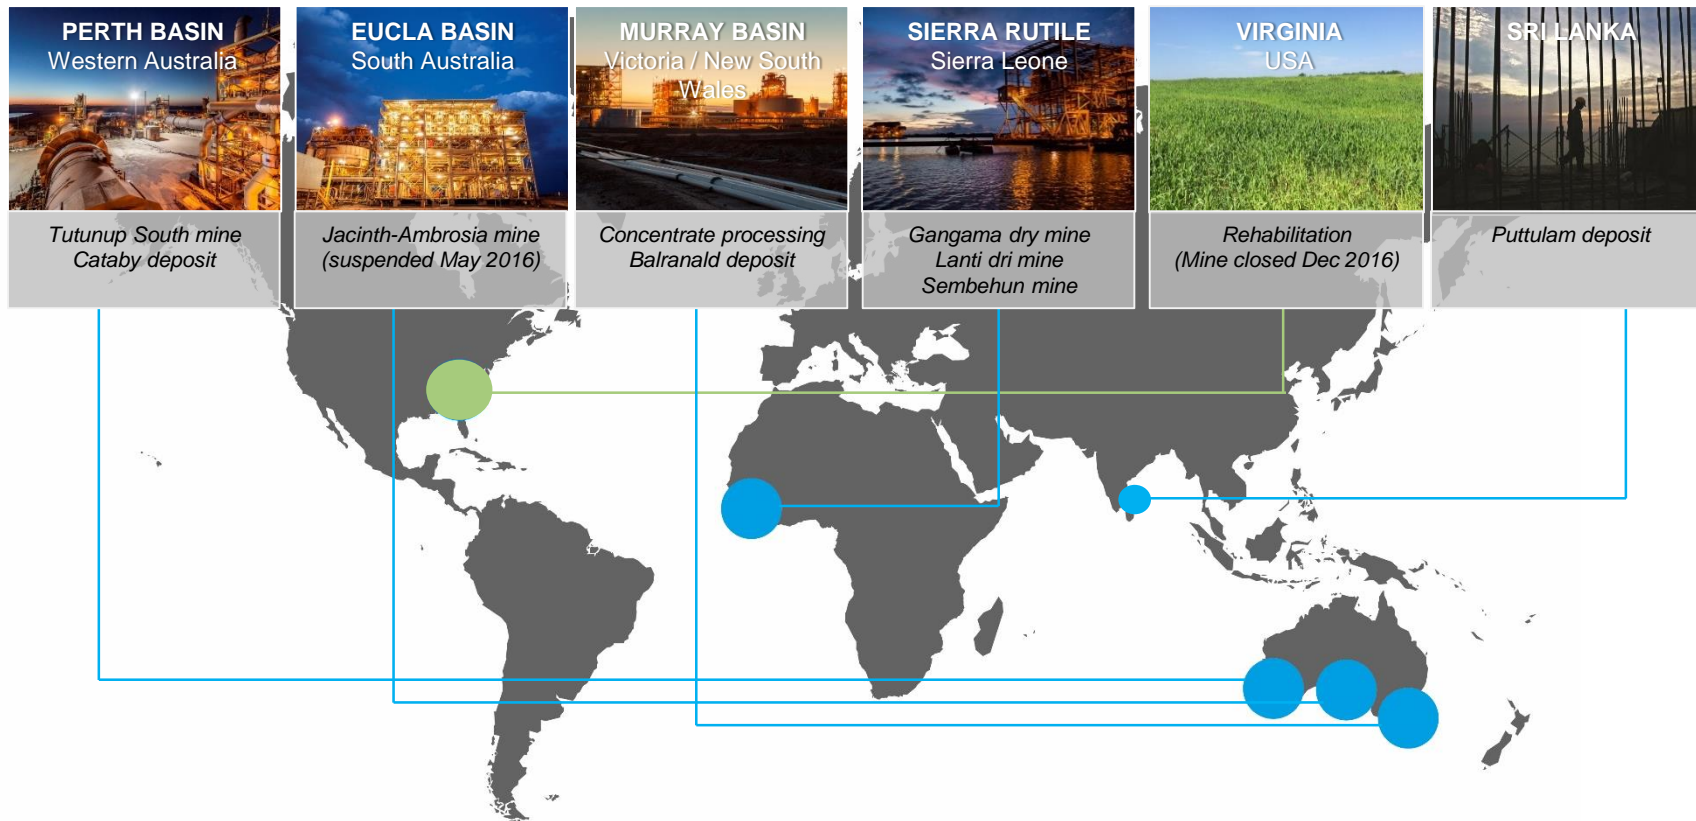 PERTH BASIN
Western Australia
EUCLA BASIN
South Australia
MURRAY BASIN
Victoria / New South
Wales
SIERRA RUTILE
Sierra Leone
VIRGINIA
USA
SRI LANKA
Tutunup South mine
Cataby deposit
Jacinth-Ambrosia mine
(suspended May 2016)
Concentrate processing
Balranald deposit
Gangama dry mine
Lanti dri mine
Sembehun mine
Rehabilitation
(Mine closed Dec 2016)
Puttulam deposit